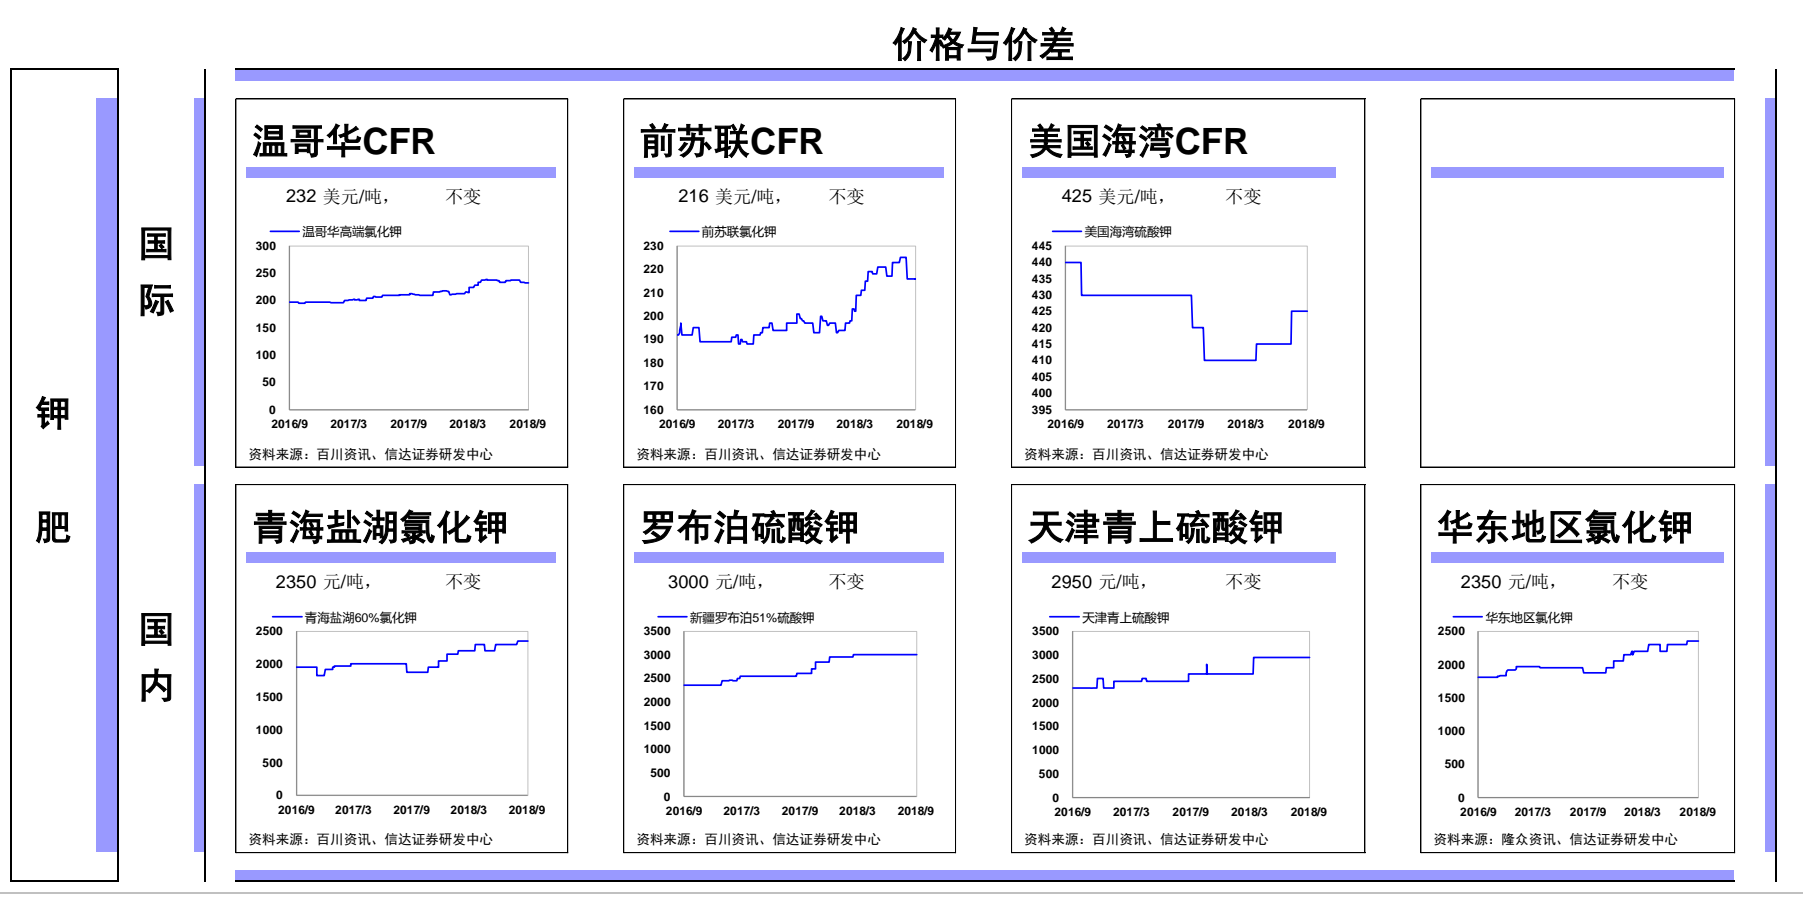 价格与价差
钾
肥
国
际
国
内
温哥华CFR
232 美元/吨， 不变
温哥华高端氯化钾
300
250
200
150
100
50
0
2016/9 2017/3 2017/9 2018/3 2018/9
资料来源：百川资讯、信达证券研发中心
前苏联CFR
216 美元/吨， 不变
前苏联氯化钾
230
220
210
200
190
180
170
160
2016/9 2017/3 2017/9 2018/3 2018/9
资料来源：百川资讯、信达证券研发中心
美国海湾CFR
425 美元/吨， 不变
美国海湾硫酸钾
445
440
435
430
425
420
415
410
405
400
395
2016/9 2017/3 2017/9 2018/3 2018/9
资料来源：百川资讯、信达证券研发中心
青海盐湖氯化钾
2350 元/吨， 不变
青海盐湖60%氯化钾
2500
2000
1500
1000
500
0
2016/9 2017/3 2017/9 2018/3 2018/9
资料来源：百川资讯、信达证券研发中心
罗布泊硫酸钾
3000 元/吨， 不变
新疆罗布泊51%硫酸钾
3500
3000
2500
2000
1500
1000
500
0
2016/9 2017/3 2017/9 2018/3 2018/9
资料来源：百川资讯、信达证券研发中心
天津青上硫酸钾
2950 元/吨， 不变
天津青上硫酸钾
3500
3000
2500
2000
1500
1000
500
0
2016/9 2017/3 2017/9 2018/3 2018/9
资料来源：百川资讯、信达证券研发中心
华东地区氯化钾
2350 元/吨， 不变
华东地区氯化钾
2500
2000
1500
1000
500
0
2016/9 2017/3 2017/9 2018/3 2018/9
资料来源：隆众资讯、信达证券研发中心